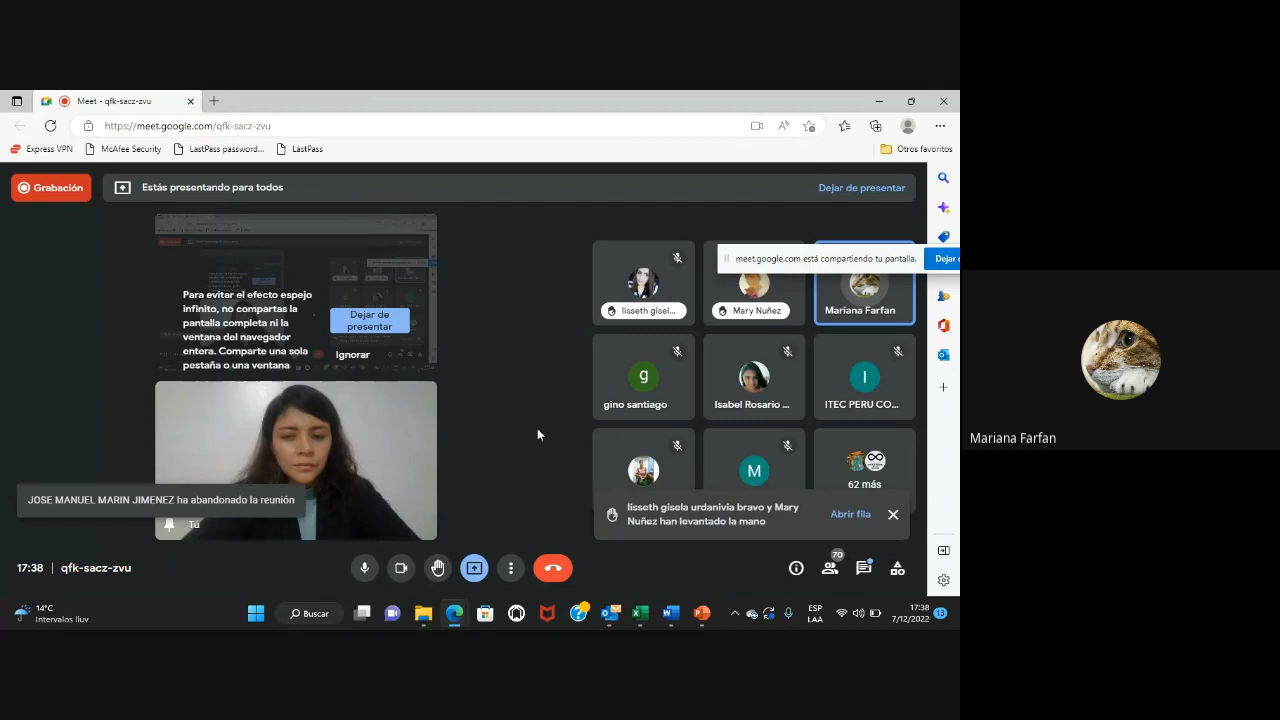 Meet - qfk-sacz-zvu
https://meet.google.com/qfk-sacz-zvu
Express VPN
McAfee Security
LastPass password...
LastPass
Otros favoritos
Grabación
Estás presentando para todos
Dejar de presentar
meet.google.com está compartiendo tu pantalla.
Dejar
Para evitar el efecto espejo
infinito, no compartas la
pantalla completa ni la
ventana del navegador
entera. Comparte una sola
pestaña o una ventana
Dejar de
presentar
Ignorar
lisseth gisel...
Mary Nuñez
Mariana Farfan
g
gino santiago
Isabel Rosario ...
I
ITEC PERU CO...
M
62 más
JOSE MANUEL MARIN JIMENEZ ha abandonado la reunión
Tú
lisseth gisela urdanivia bravo y Mary
Nuñez han levantado la mano
Abrir fila
17:38
qfk-sacz-zvu
70
14°C
Intervalos lluv
Buscar
ESP
LAA
17:38
7/12/2022
13
Mariana Farfan